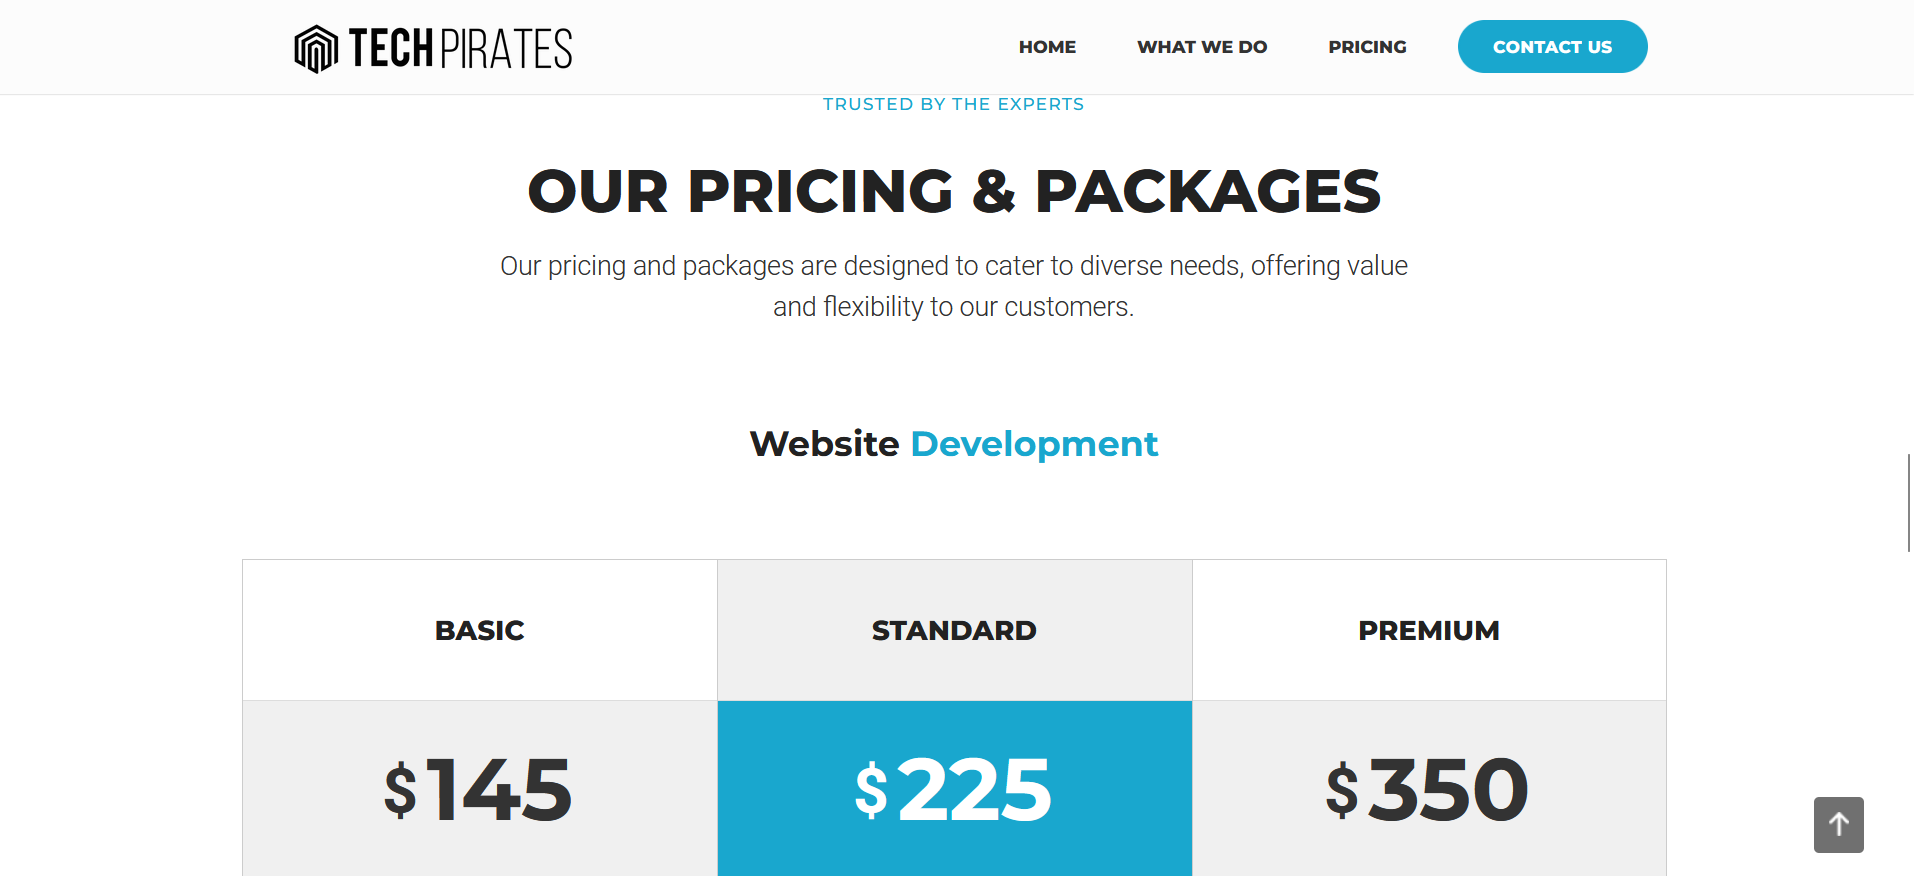 TECH PIRATES
HOME
WHAT WE DO
PRICING
CONTACT US
TRUSTED BY THE EXPERTS
OUR PRICING & PACKAGES
Our pricing and packages are designed to cater to diverse needs, offering value
and flexibility to our customers.
Website Development
BASIC
STANDARD
PREMIUM
$145
$225
$350